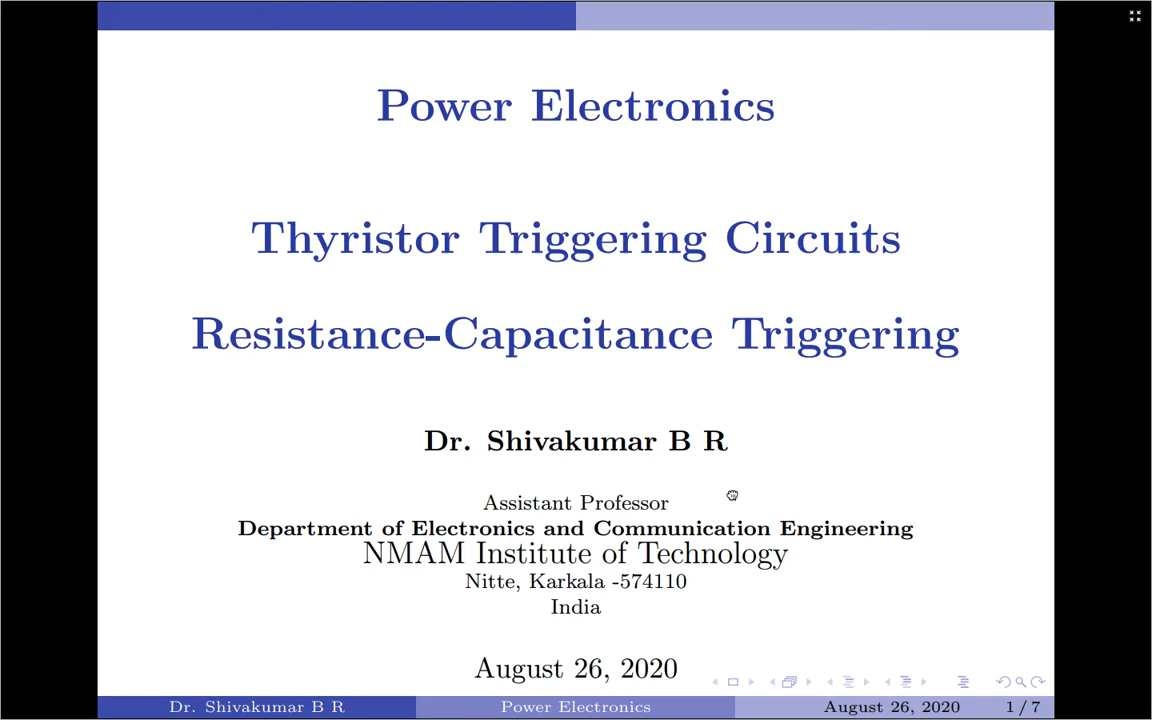 Power Electronics
Thyristor Triggering Circuits
Resistance-Capacitance Triggering
Dr. Shivakumar B R
Assistant Professor
Department of Electronics and Communication Engineering
NMAM Institute of Technology
Nitte, Karkala -574110
India
August 26, 2020
Dr. Shivakumar B R Power Electronics August 26, 2020 1 / 7